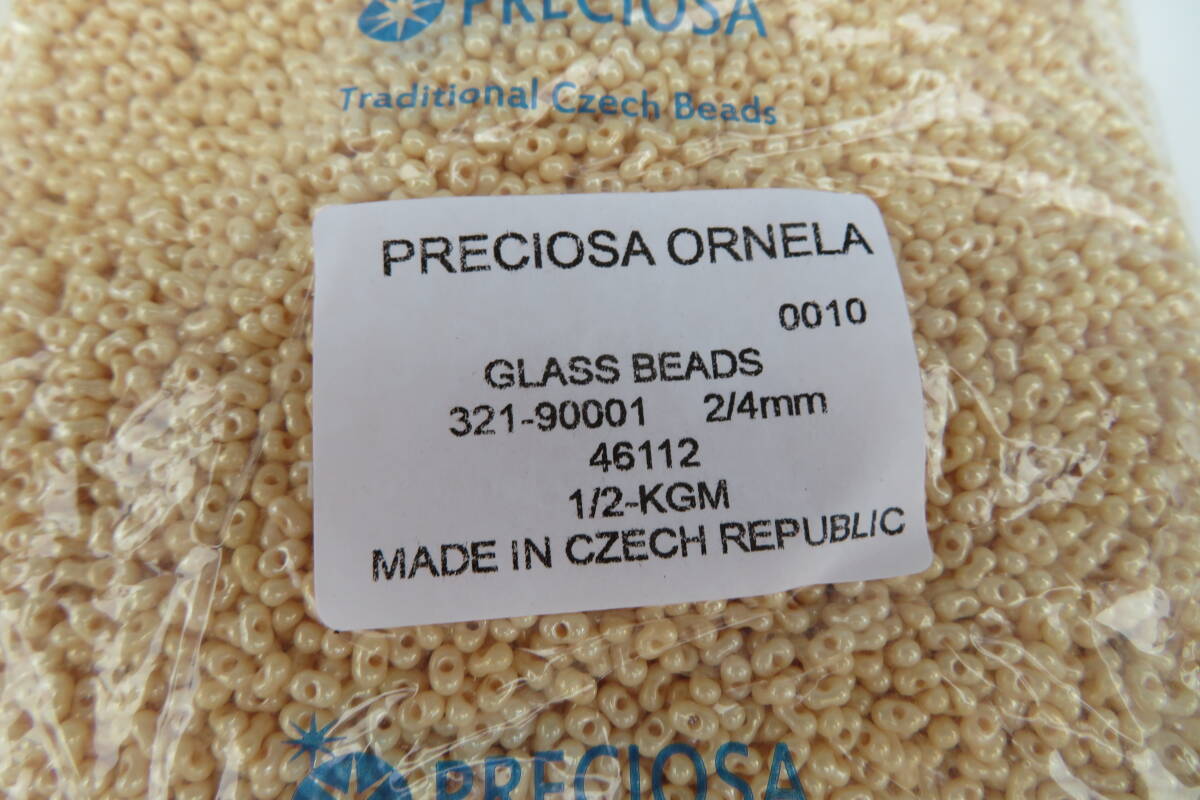 PRECIOSA
Traditional Czech Beads
PRECIOSA ORNELA
0010
GLASS BEADS
321-90001 2/4mm
46112
1/2-KGM
MADE IN CZECH REPUBLIC
PRECIOSA